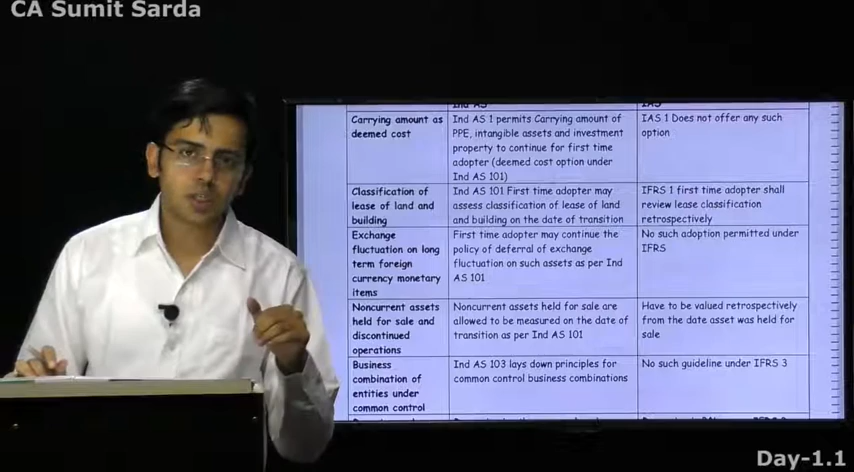 CA Sumit Sarda
Ind AS
Carrying amount as
deemed cost
Ind AS 1 permits Carrying amount of
PPE, intangible assets and investment
property to continue for first time
adopter (deemed cost option under
Ind AS 101)
IAS 1 Does not offer any such
option
Classification of
lease of land and
building
Ind AS 101 First time adopter may
assess classification of lease of land
and building on the date of transition
IFRS 1 first time adopter shall
review lease classification
retrospectively
Exchange
fluctuation on long
term foreign
currency monetary
items
First time adopter may continue the
policy of deferral of exchange
fluctuation on such assets as per Ind
AS 101
No such adoption permitted under
IFRS
Noncurrent assets
held for sale and
discontinued
operations
Noncurrent assets held for sale are
allowed to be measured on the date of
transition as per Ind AS 101
Have to be valued retrospectively
from the date asset was held for
sale
Business
combination of
entities under
common control
Ind AS 103 lays down principles for
common control business combinations
No such guideline under IFRS 3
Day-1.1